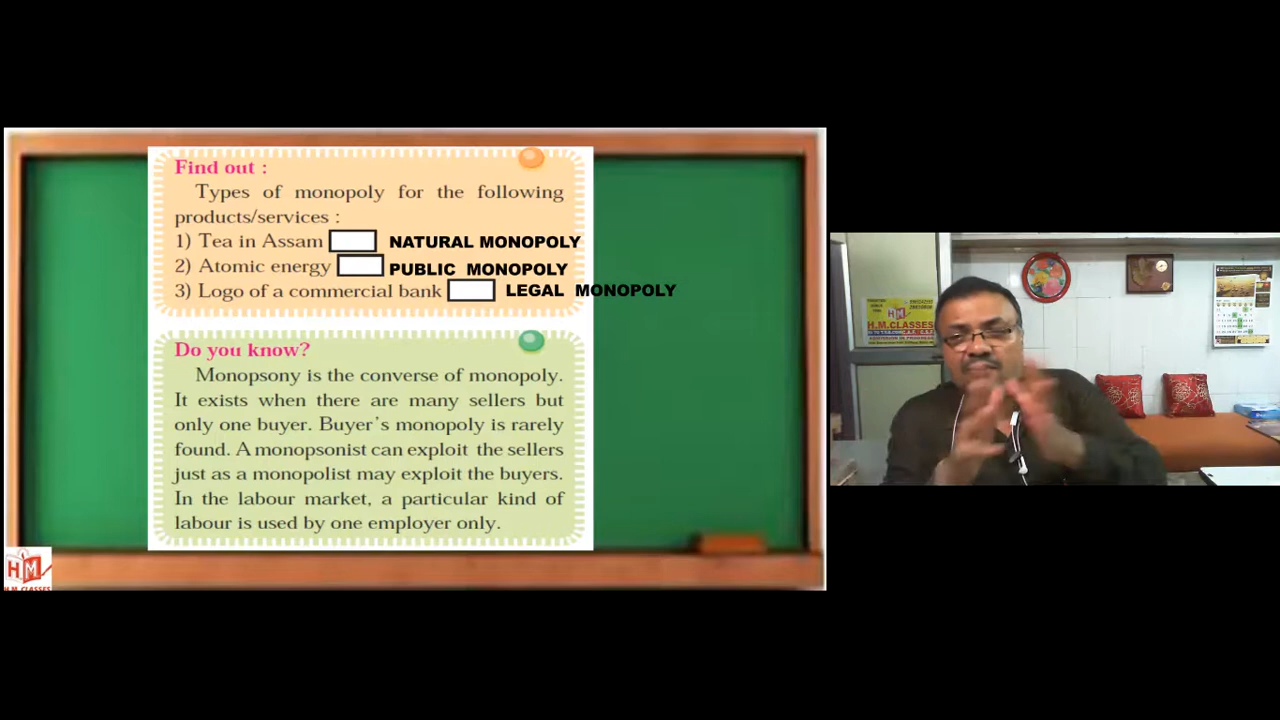 Find out :
Types of monopoly for the following
products/services :
1) Tea in Assam NATURAL MONOPOLY
2) Atomic energy PUBLIC MONOPOLY
3) Logo of a commercial bank LEGAL MONOPOLY
Do you know?
Monopsony is the converse of monopoly.
It exists when there are many sellers but
only one buyer. Buyer's monopoly is rarely
found. A monopsonist can exploit the sellers
just as a monopolist may exploit the buyers.
In the labour market, a particular kind of
labour is used by one employer only.
HM
H.M. CLASSES
HM
H.M.CLASSES